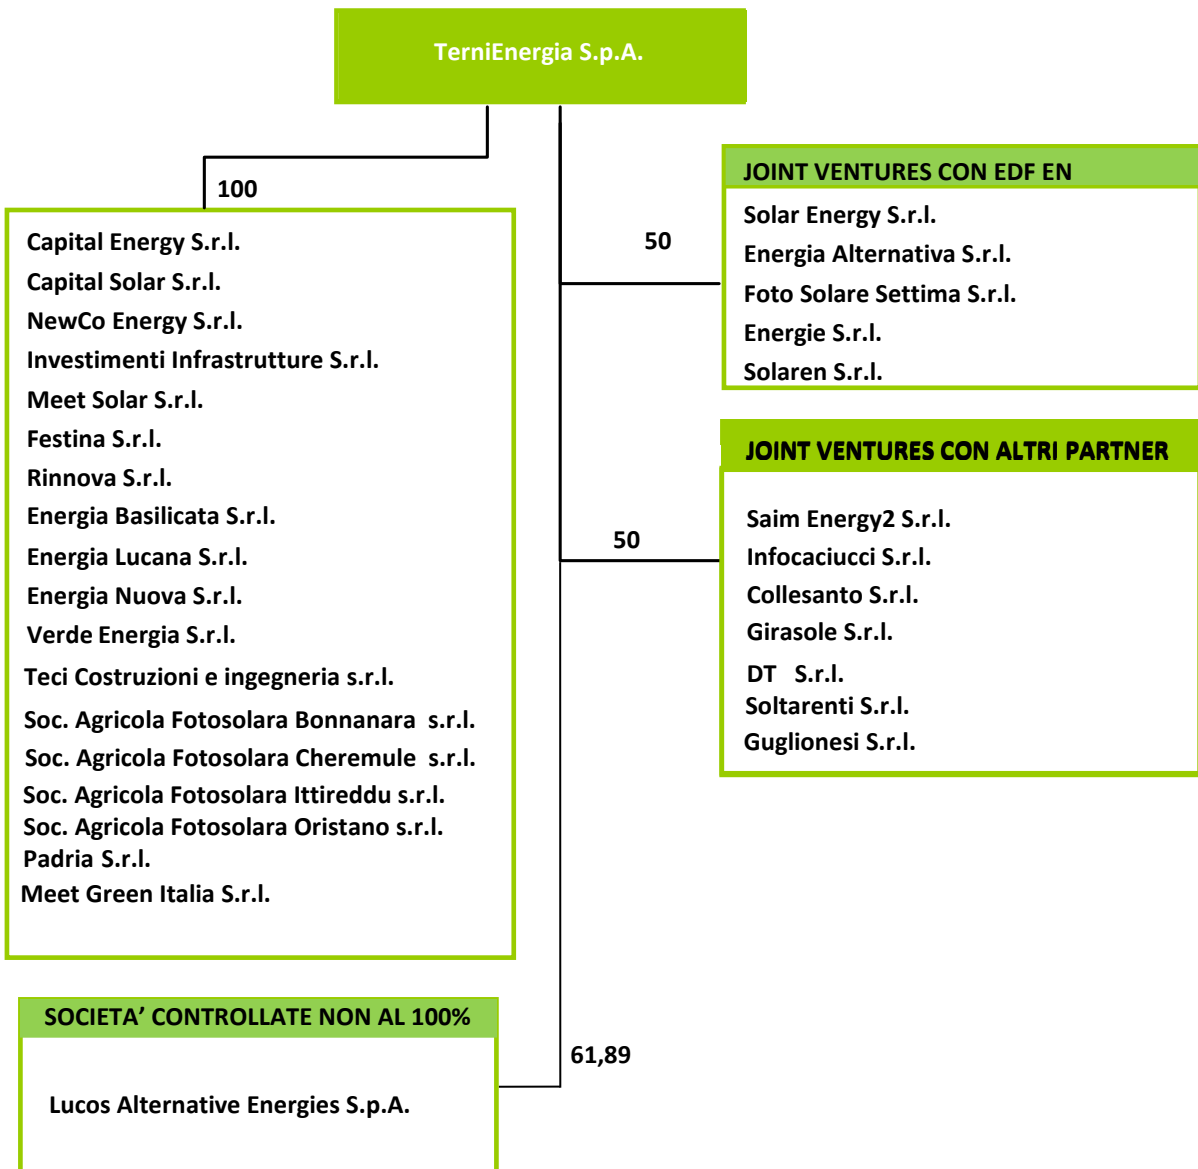 TerniEnergia S.p.A.
100
Capital Energy S.r.l.
Capital Solar S.r.l.
NewCo Energy S.r.l.
Investimenti Infrastrutture S.r.l.
Meet Solar S.r.l.
Festina S.r.l.
Rinnova S.r.l.
Energia Basilicata S.r.l.
Energia Lucana S.r.l.
Energia Nuova S.r.l.
Verde Energia S.r.l.
Teci Costruzioni e ingegneria s.r.l.
Soc. Agricola Fotosolara Bonnanara s.r.l.
Soc. Agricola Fotosolara Cheremule s.r.l.
Soc. Agricola Fotosolara Ittireddu s.r.l.
Soc. Agricola Fotosolara Oristano s.r.l.
Padria S.r.l.
Meet Green Italia S.r.l.
50
JOINT VENTURES CON EDF EN
Solar Energy S.r.l.
Energia Alternativa S.r.l.
Foto Solare Settima S.r.l.
Energie S.r.l.
Solaren S.r.l.
50
JOINT VENTURES CON ALTRI PARTNER
Saim Energy2 S.r.l.
Infocaciucci S.r.l.
Collesanto S.r.l.
Girasole S.r.l.
DT S.r.l.
Soltarenti S.r.l.
Guglionesi S.r.l.
61,89
SOCIETA’ CONTROLLATE NON AL 100%
Lucos Alternative Energies S.p.A.